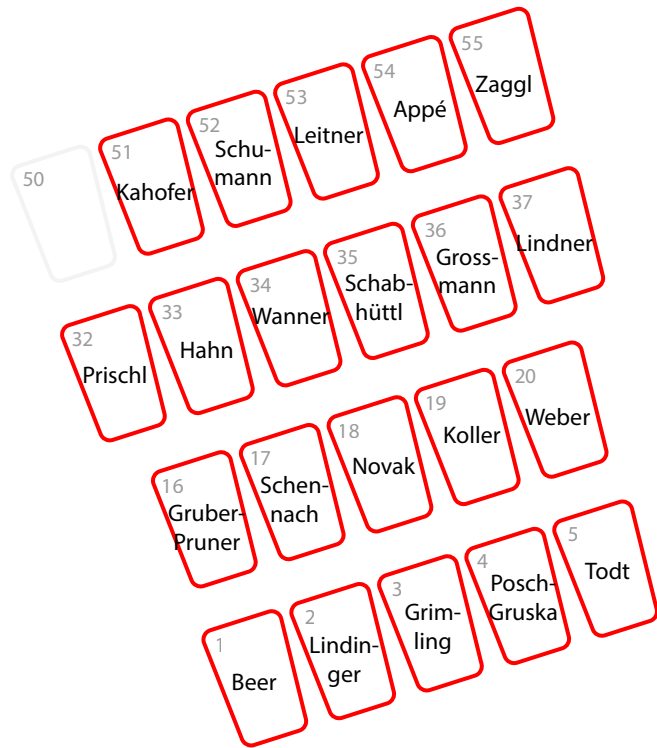 50
51
Kahofer
52
Schu-
mann
53
Leitner
54
Appé
55
Zaggl
32
Prischl
33
Hahn
34
Wanner
35
Schab-
hüttl
36
Gross-
mann
37
Lindner
16
Gruber-
Pruner
17
Schen-
nach
18
Novak
19
Koller
20
Weber
1
Beer
2
Lindin-
ger
3
Grim-
ling
4
Posch-
Gruska
5
Todt